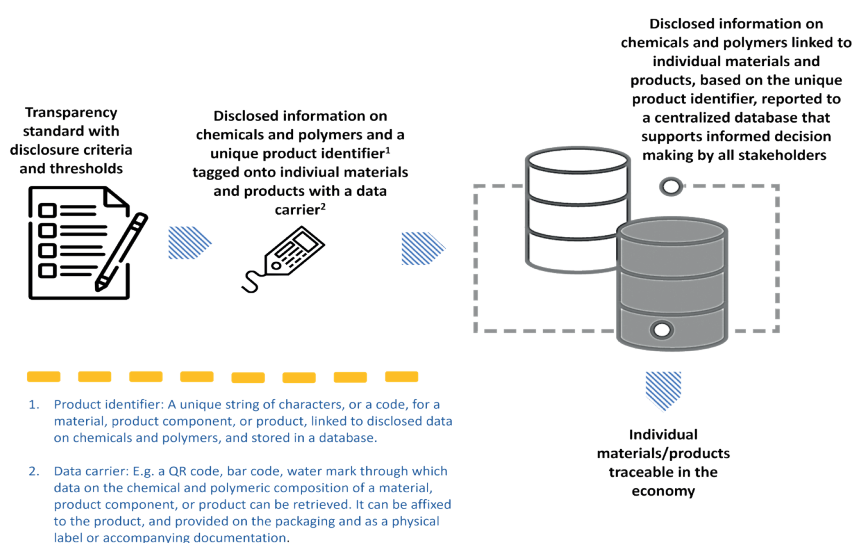 Transparency
standard with
disclosure criteria
and thresholds
Disclosed information on
chemicals and polymers and a
unique product identifier¹
tagged onto indiviual materials
and products with a data
carrier²
Disclosed information on
chemicals and polymers linked to
individual materials and
products, based on the unique
product identifier, reported to
a centralized database that
supports informed decision
making by all stakeholders
Individual
materials/products
traceable in the
economy
1. Product identifier: A unique string of characters, or a code, for a
material, product component, or product, linked to disclosed data
on chemicals and polymers, and stored in a database.
2. Data carrier: E.g. a QR code, bar code, water mark through which
data on the chemical and polymeric composition of a material,
product component, or product can be retrieved. It can be affixed
to the product, and provided on the packaging and as a physical
label or accompanying documentation.